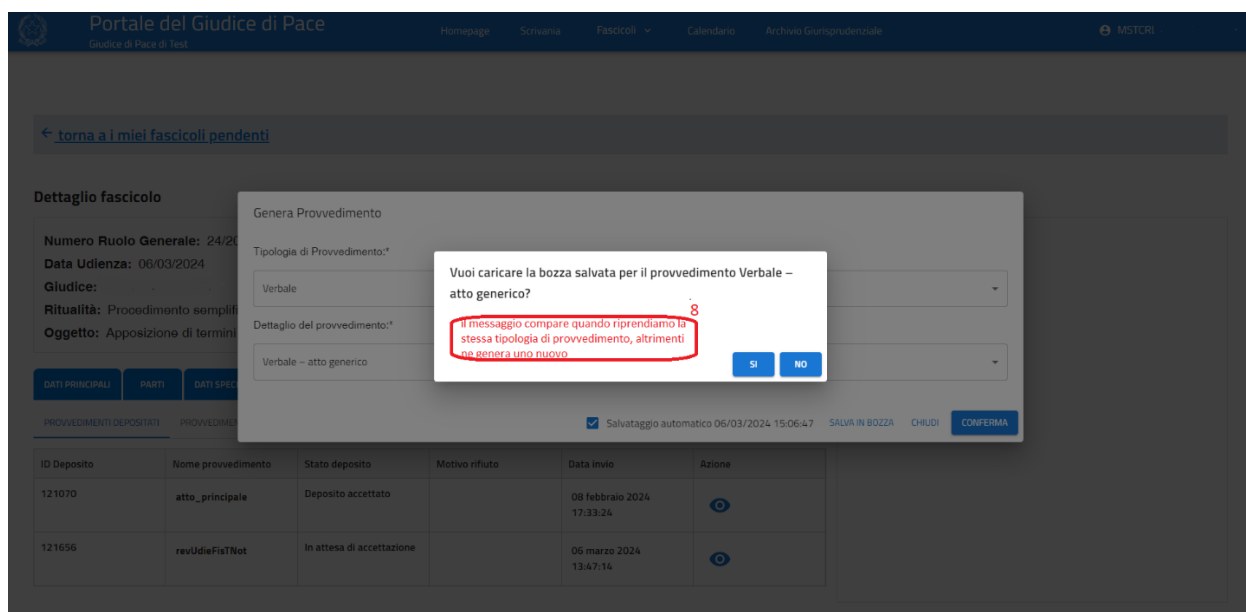 Portale del Giudice di Pace
Giudice di Pace di Test
Homepage Scrivania Fascicoli Calendario Archivio Giurisprudenziale MSTCRI
torna a i miei fascicoli pendenti
Dettaglio fascicolo
Numero Ruolo Generale: 24/20
Data Udienza: 06/03/2024
Giudice:
Ritualità: Procedimento semplifi
Oggetto: Apposizione di termini
DATI PRINCIPALI PARTI DATI SPECI
PROVVEDIMENTI DEPOSITATI PROVVEDIMEN
Genera Provvedimento
Tipologia di Provvedimento:*
Verbale
Dettaglio del provvedimento:*
Verbale – atto generico
Vuoi caricare la bozza salvata per il provvedimento Verbale –
atto generico?
8
il messaggio compare quando riprendiamo la
stessa tipologia di provvedimento, altrimenti
ne genera uno nuovo
SI NO
Salvataggio automatico 06/03/2024 15:06:47 SALVA IN BOZZA CHIUDI CONFERMA
ID Deposito Nome provvedimento Stato deposito Motivo rifiuto Data invio Azione
121070 atto_principale Deposito accettato 08 febbraio 2024
17:33:24
121656 revUdieFisTNot In attesa di accettazione 06 marzo 2024
13:47:14